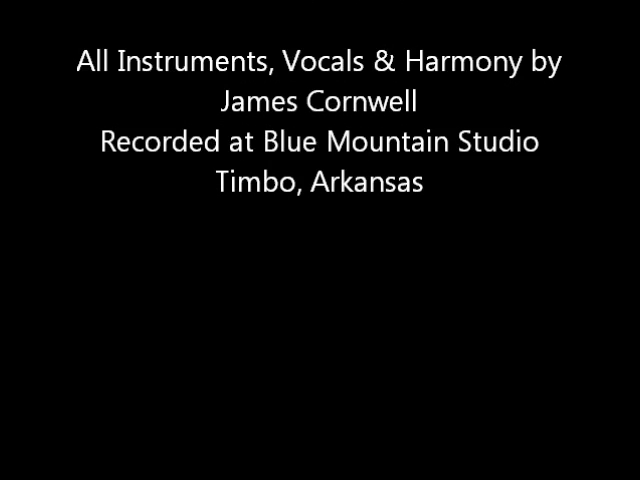 All Instruments, Vocals & Harmony by
James Cornwell
Recorded at Blue Mountain Studio
Timbo, Arkansas